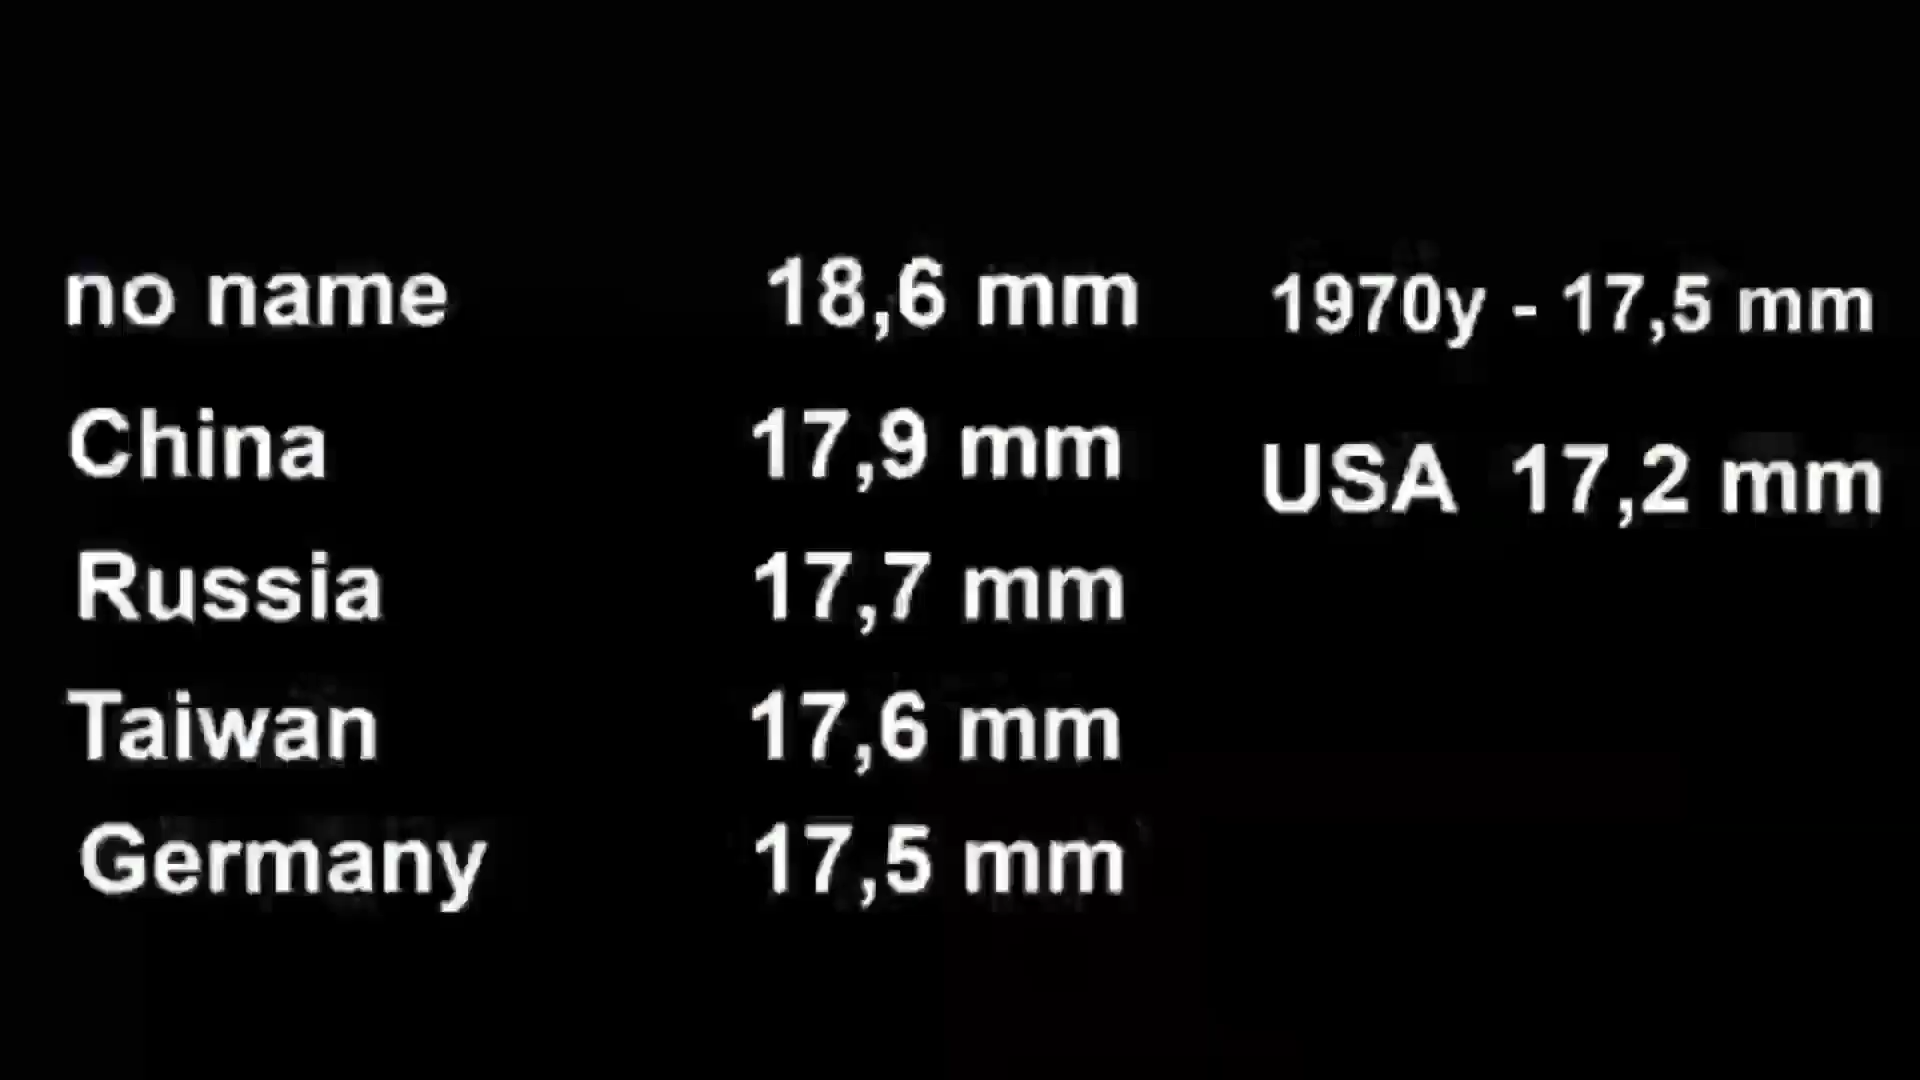 no name 18,6 mm 1970y - 17,5 mm
China 17,9 mm USA 17,2 mm
Russia 17,7 mm
Taiwan 17,6 mm
Germany 17,5 mm